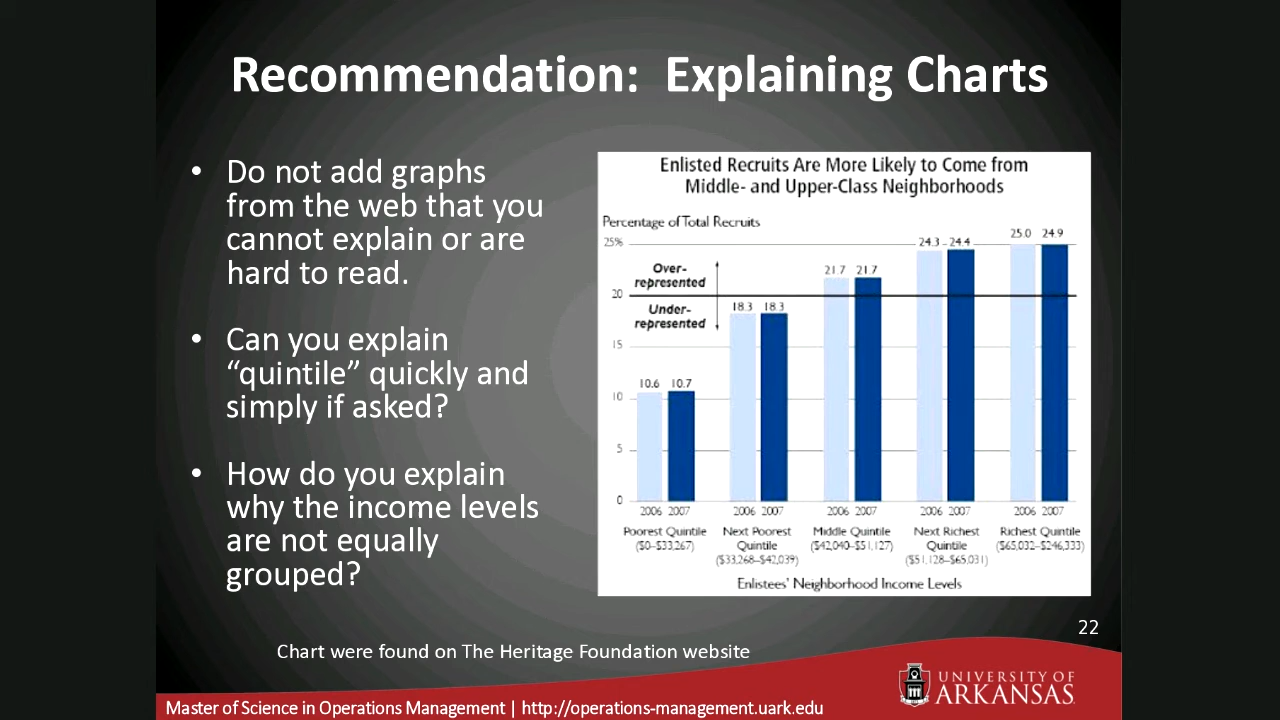 Recommendation:  Explaining Charts
• Do not add graphs
from the web that you
cannot explain or are
hard to read.
• Can you explain
“quintile” quickly and
simply if asked?
• How do you explain
why the income levels
are not equally
grouped?
Enlisted Recruits Are More Likely to Come from
Middle- and Upper-Class Neighborhoods
Percentage of Total Recruits
25%
20
15
10
5
0
Over-
represented
Under-
represented
10.6 10.7
18.3 18.3
21.7 21.7
24.3 24.4
25.0 24.9
2006 2007 2006 2007 2006 2007 2006 2007 2006 2007
Poorest Quintile
($0–$33,267)
Next Poorest
Quintile
($33,268–$42,039)
Middle Quintile
($42,040–$51,127)
Next Richest
Quintile
($51,128–$65,031)
Richest Quintile
($65,032–$246,333)
Enlistees' Neighborhood Income Levels
22
Chart were found on The Heritage Foundation website
UNIVERSITY OF
ARKANSAS
Master of Science in Operations Management | http://operations-management.uark.edu